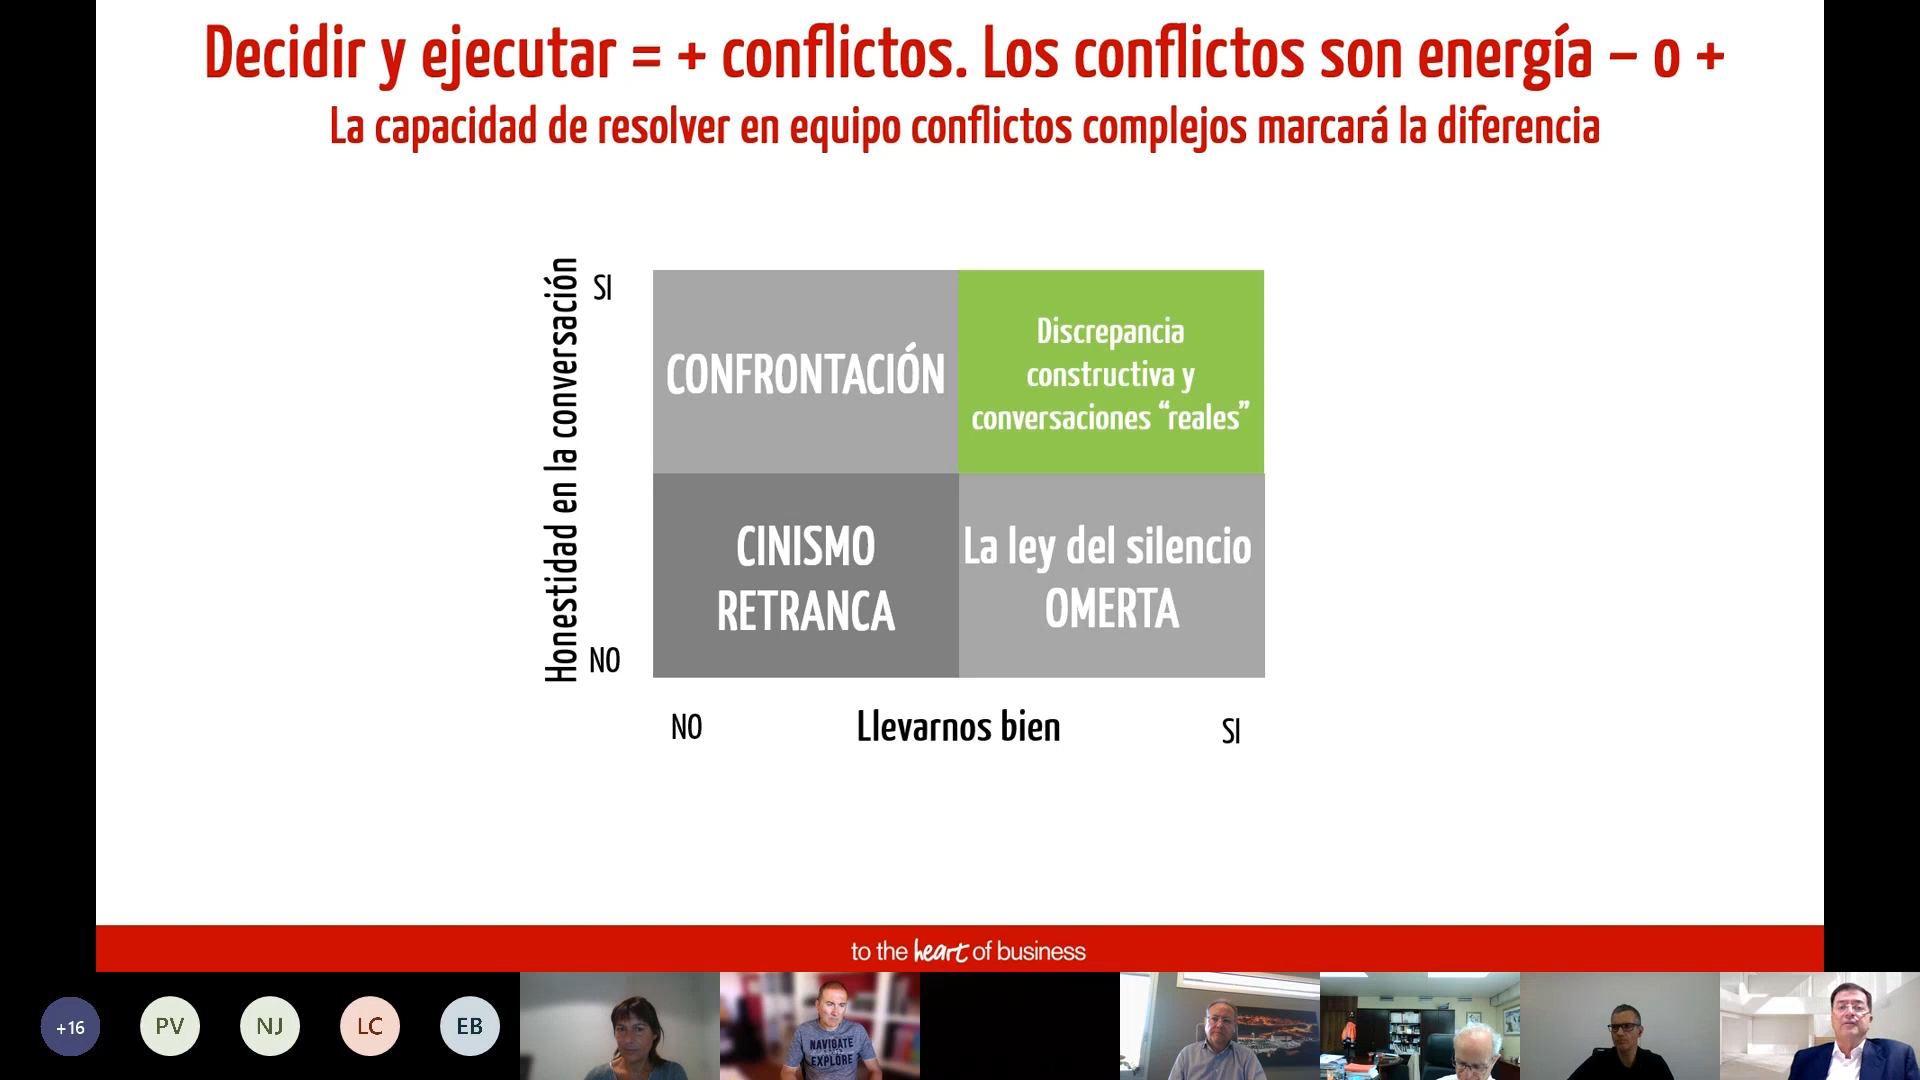 Decidir y ejecutar = + conflictos. Los conflictos son energía – o +
La capacidad de resolver en equipo conflictos complejos marcará la diferencia
Honestidad en la conversación
SI
CONFRONTACIÓN
Discrepancia
constructiva y
conversaciones “reales”
CINISMO
RETRANCA
La ley del silencio
OMERTA
NO
NO
Llevarnos bien
SI
to the heart of business
+16
PV
NJ
LC
EB
NAVIGATE
EXPLORE